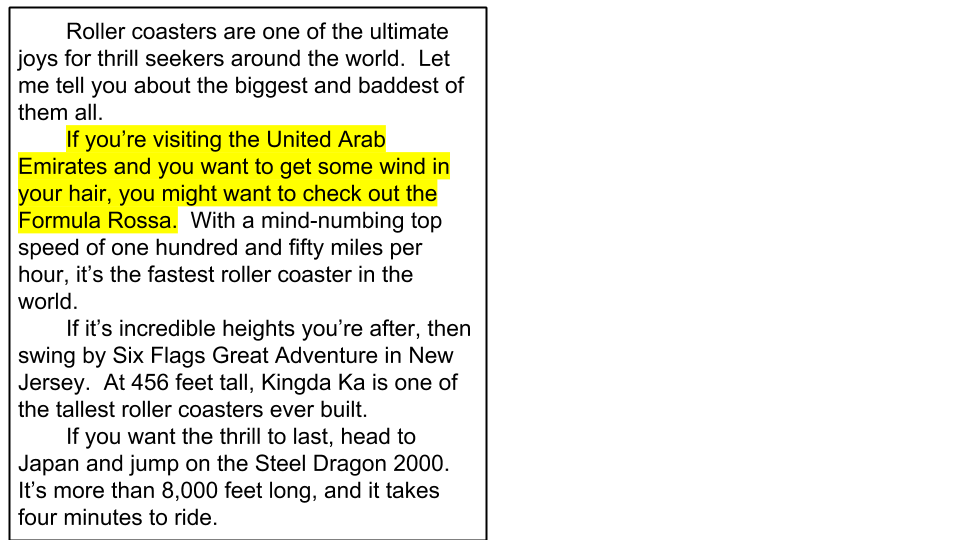 Roller coasters are one of the ultimate
joys for thrill seekers around the world.  Let
me tell you about the biggest and baddest of
them all.
If you’re visiting the United Arab
Emirates and you want to get some wind in
your hair, you might want to check out the
Formula Rossa.  With a mind-numbing top
speed of one hundred and fifty miles per
hour, it’s the fastest roller coaster in the
world.
If it’s incredible heights you’re after, then
swing by Six Flags Great Adventure in New
Jersey.  At 456 feet tall, Kingda Ka is one of
the tallest roller coasters ever built.
If you want the thrill to last, head to
Japan and jump on the Steel Dragon 2000.
It’s more than 8,000 feet long, and it takes
four minutes to ride.